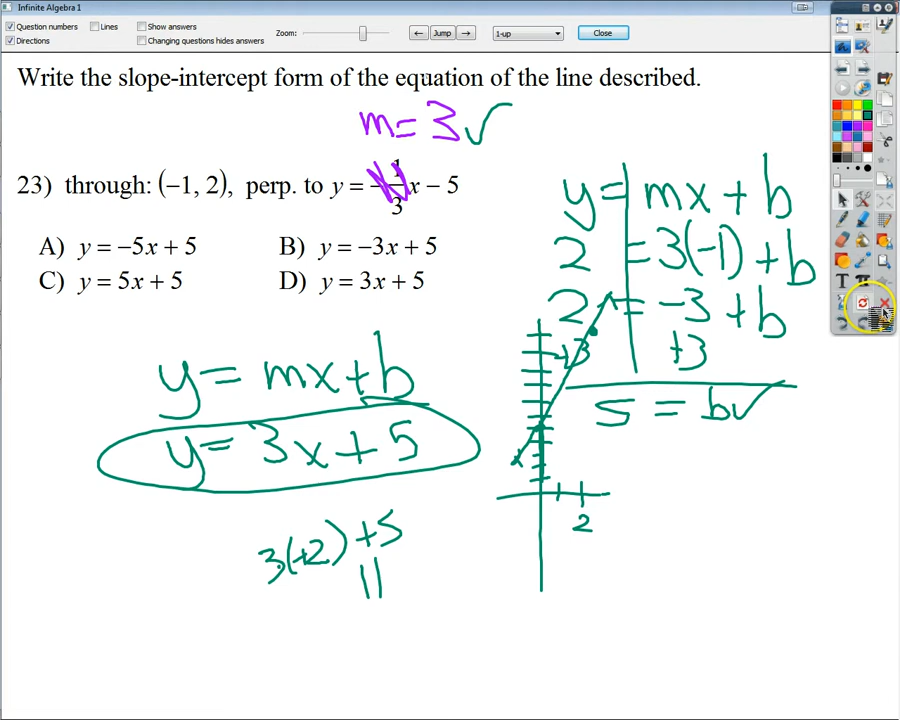 Infinite Algebra 1
Question numbers Lines Show answers
Directions Changing questions hides answers
Zoom:
Jump
1-up
Close
Write the slope-intercept form of the equation of the line described.
m = 3 √
23) through: (−1, 2), perp. to y = −1/3 x − 5
A) y = −5x + 5 B) y = −3x + 5
C) y = 5x + 5 D) y = 3x + 5
y = mx + b
2 = 3(-1) + b
2 = -3 + b
+3 +3
5 = b √
y = mx + b
y = 3x + 5
3(+2) + 5
11
2
T π